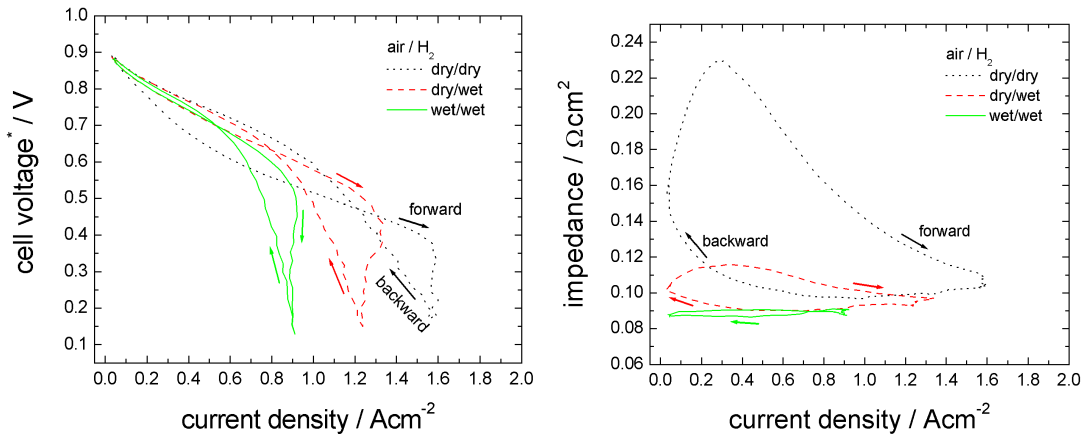 1.0
0.9
0.8
0.7
0.6
0.5
0.4
0.3
0.2
0.1
cell voltage* / V
air / H₂
dry/dry
dry/wet
wet/wet
forward
backward
0.0 0.2 0.4 0.6 0.8 1.0 1.2 1.4 1.6 1.8 2.0
current density / Acm⁻²
0.24
0.22
0.20
0.18
0.16
0.14
0.12
0.10
0.08
0.06
impedance / Ωcm²
air / H₂
dry/dry
dry/wet
wet/wet
backward
forward
0.0 0.2 0.4 0.6 0.8 1.0 1.2 1.4 1.6 1.8 2.0
current density / Acm⁻²